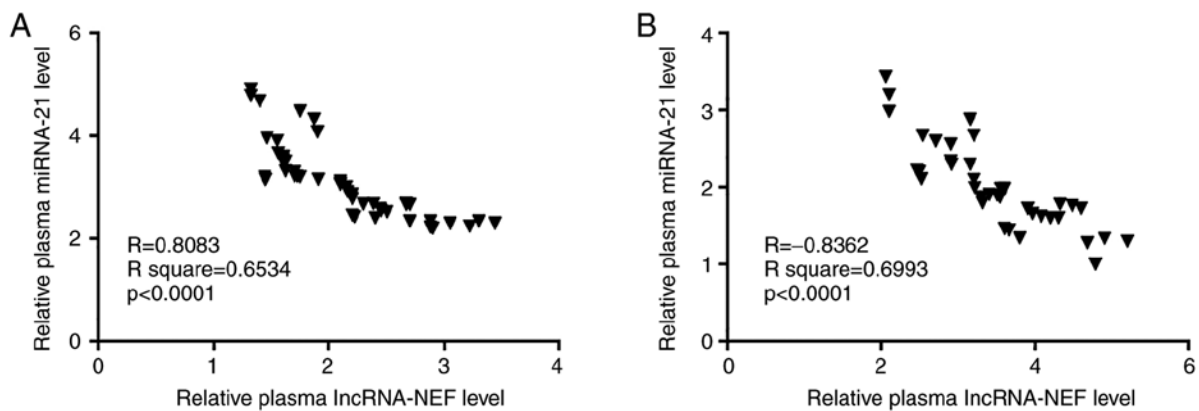 A
Relative plasma miRNA-21 level
6
4
2
0
R=0.8083
R square=0.6534
p<0.0001
0 1 2 3 4
Relative plasma lncRNA-NEF level
B
Relative plasma miRNA-21 level
4
3
2
1
0
R=−0.8362
R square=0.6993
p<0.0001
0 2 4 6
Relative plasma lncRNA-NEF level